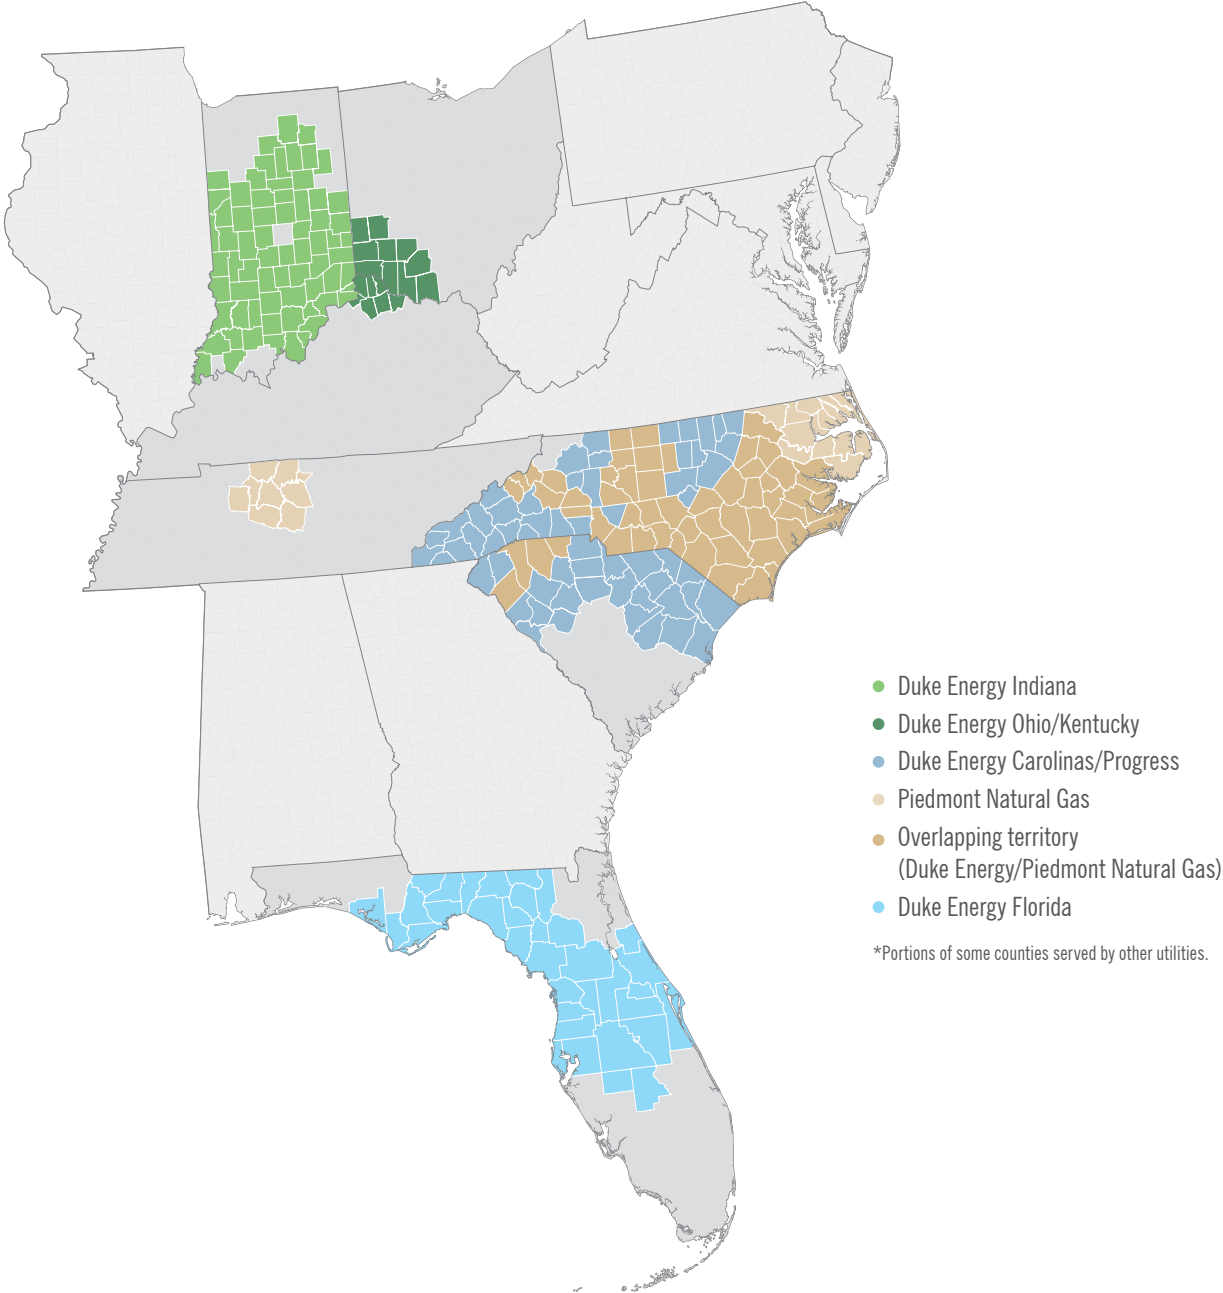 Duke Energy Indiana
Duke Energy Ohio/Kentucky
Duke Energy Carolinas/Progress
Piedmont Natural Gas
Overlapping territory
(Duke Energy/Piedmont Natural Gas)
Duke Energy Florida
*Portions of some counties served by other utilities.